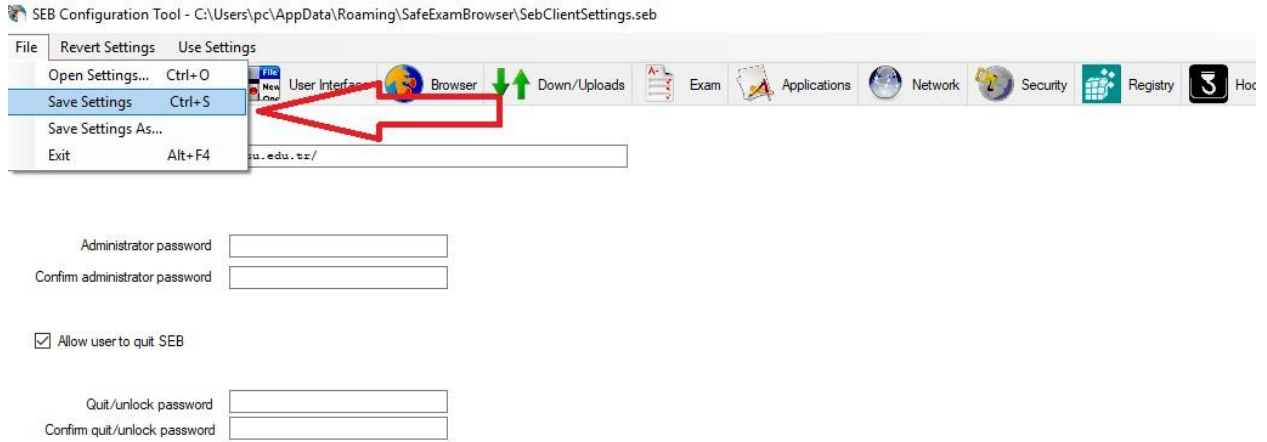 SEB Configuration Tool - C:\Users\pc\AppData\Roaming\SafeExamBrowser\SebClientSettings.seb
File Revert Settings Use Settings
Open Settings... Ctrl+O
Save Settings Ctrl+S
Save Settings As...
Exit Alt+F4
File
New
User Interface Browser Down/Uploads Exam Applications Network Security Registry
u.edu.tr/
Administrator password
Confirm administrator password
Allow user to quit SEB
Quit/unlock password
Confirm quit/unlock password